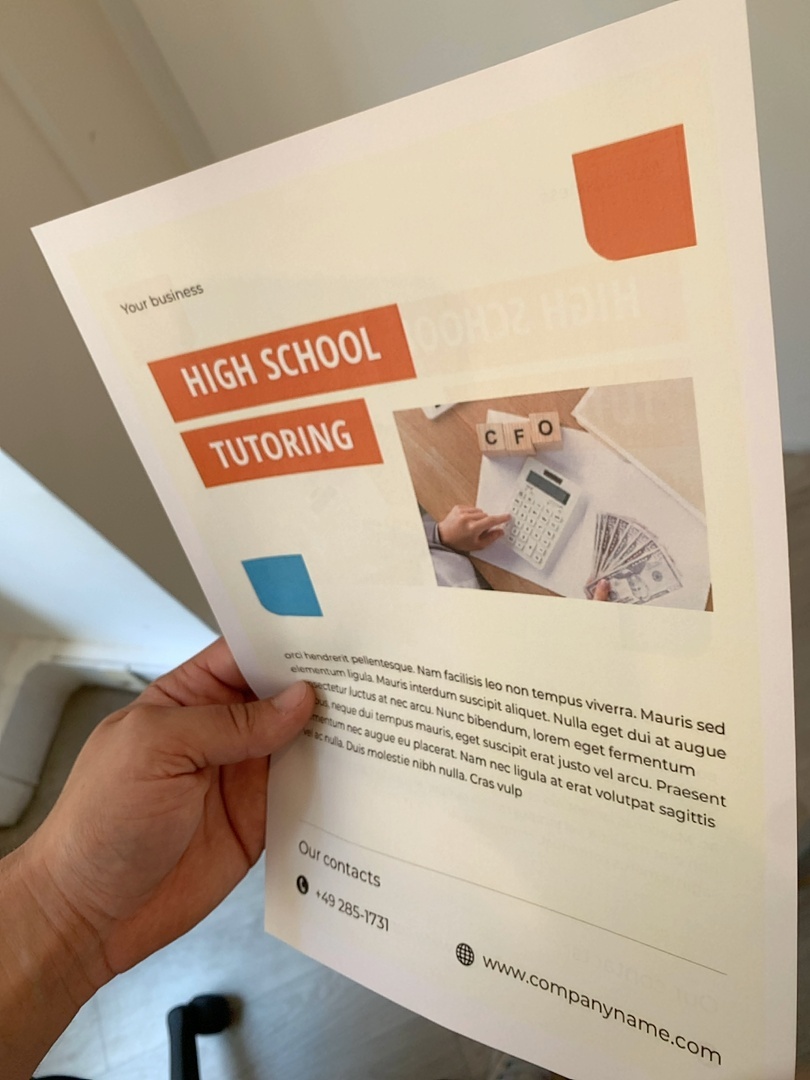 Your business
HIGH SCHOOL
TUTORING
C F O
orci hendrerit pellentesque. Nam facilisis leo non tempus viverra. Mauris sed
elementum ligula. Mauris interdum suscipit aliquet. Nulla eget dui at augue
luctus at nec arcu. Nunc bibendum, lorem eget fermentum
neque dui tempus mauris, eget suscipit erat justo vel arcu. Praesent
nec augue eu placerat. Nam nec ligula at erat volutpat sagittis
vel ac nulla. Duis molestie nibh nulla. Cras vulp
Our contacts
+49 285-1731
www.companyname.com